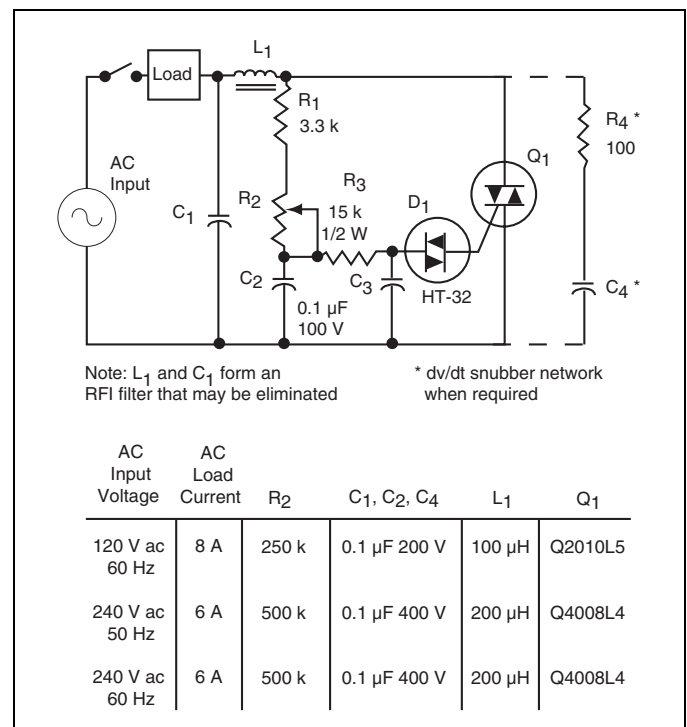 L1
Load
R1
3.3 k
R4 *
100
AC
Input
Q1
R3
15 k
1/2 W
R2
D1
C1
C2
C3
HT-32
C4 *
0.1 µF
100 V
Note: L1 and C1 form an
RFI filter that may be eliminated
* dv/dt snubber network
when required
AC
Input
Voltage
AC
Load
Current
R2
C1, C2, C4
L1
Q1
120 V ac
60 Hz
8 A
250 k
0.1 µF 200 V
100 µH
Q2010L5
240 V ac
50 Hz
6 A
500 k
0.1 µF 400 V
200 µH
Q4008L4
240 V ac
60 Hz
6 A
500 k
0.1 µF 400 V
200 µH
Q4008L4